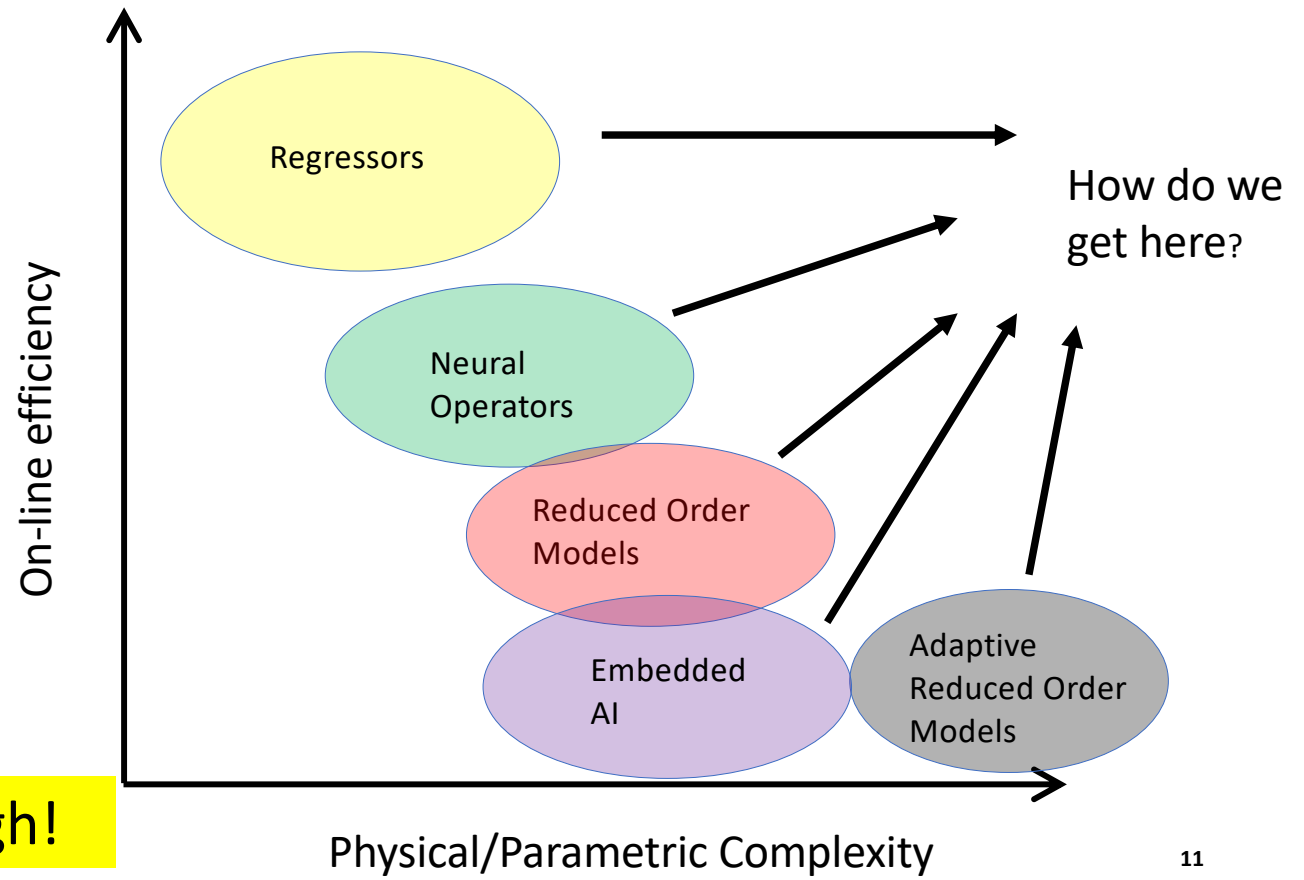 Regressors
How do we
get here?
On-line efficiency
Neural
Operators
Reduced Order
Models
Embedded
AI
Adaptive
Reduced Order
Models
gh!
Physical/Parametric Complexity
11